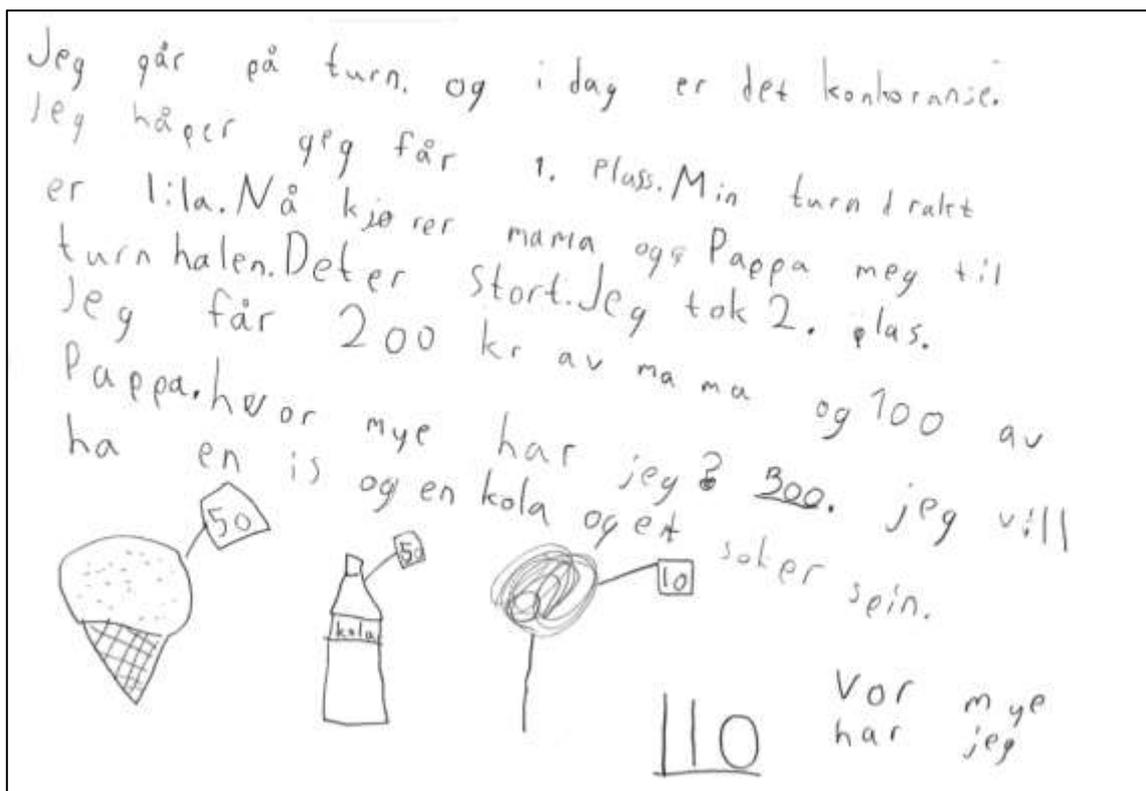 Jeg går på turn. og i dag er det konkoranse.
Jeg håper geg får 1. plass. Min turn drakt
er lila. Nå kjører mama og Pappa meg til
turn halen. Det er stort. Jeg tok 2. plas.
Jeg får 200 kr av mama og 100 av
Pappa. hvor mye har jeg? 300. jeg vill
ha en is og en kola og et soker spin.
50
50
10
kola
110
Vor mye
har jeg